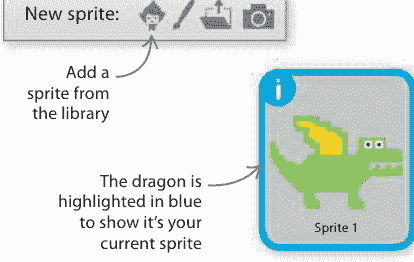 New sprite:
Add a
sprite from
the library
i
The dragon is
highlighted in blue
to show it's your
current sprite
Sprite 1